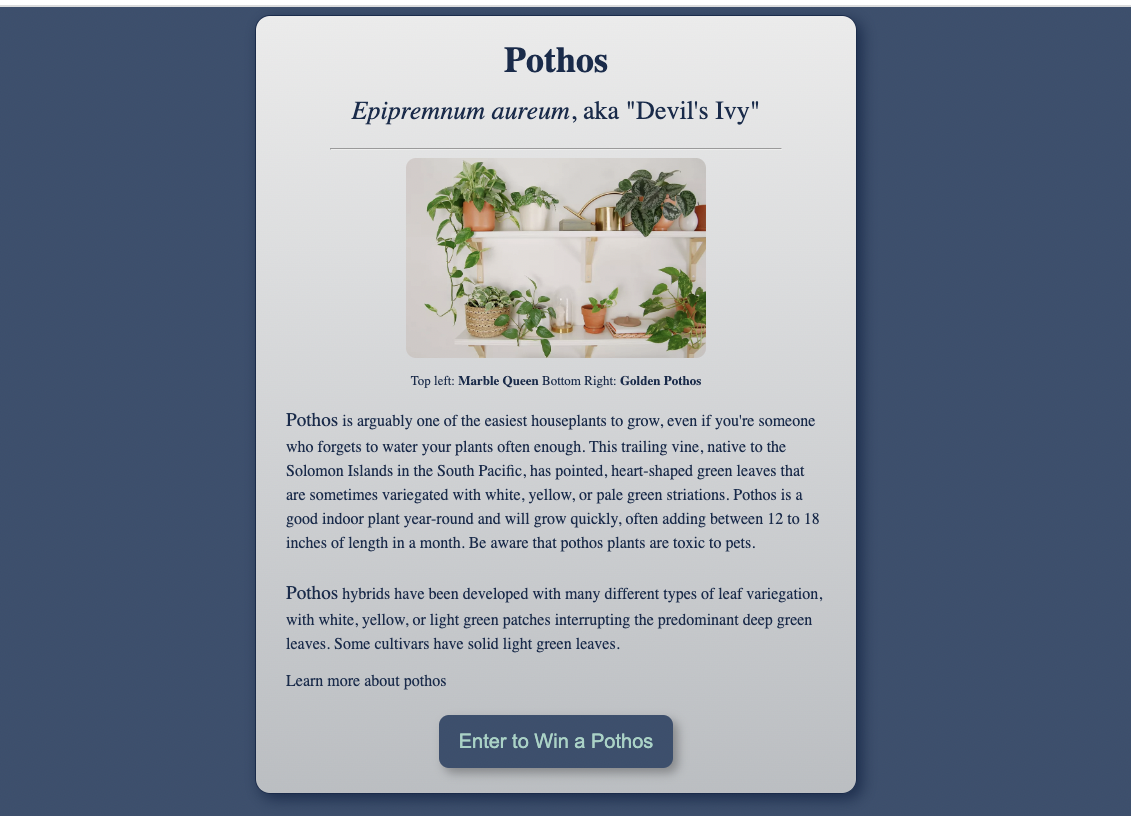 Pothos
Epipremnum aureum, aka "Devil's Ivy"
Top left: Marble Queen Bottom Right: Golden Pothos
Pothos is arguably one of the easiest houseplants to grow, even if you're someone
who forgets to water your plants often enough. This trailing vine, native to the
Solomon Islands in the South Pacific, has pointed, heart-shaped green leaves that
are sometimes variegated with white, yellow, or pale green striations. Pothos is a
good indoor plant year-round and will grow quickly, often adding between 12 to 18
inches of length in a month. Be aware that pothos plants are toxic to pets.
Pothos hybrids have been developed with many different types of leaf variegation,
with white, yellow, or light green patches interrupting the predominant deep green
leaves. Some cultivars have solid light green leaves.
Learn more about pothos
Enter to Win a Pothos